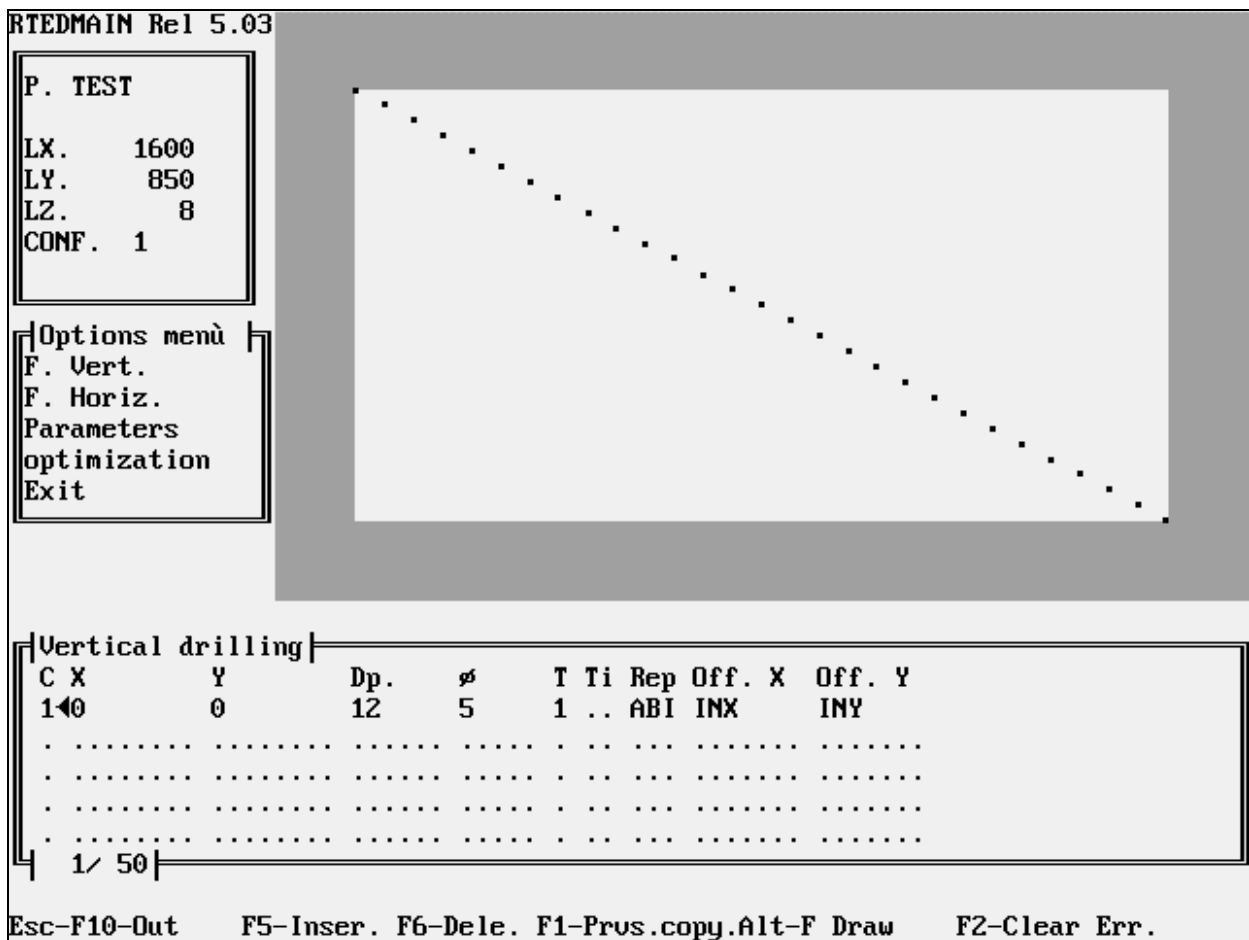 RTEDMAIN Rel 5.03
P. TEST
LX. 1600
LY. 850
LZ. 8
CONF. 1
Options menù
F. Vert.
F. Horiz.
Parameters
optimization
Exit
Vertical drilling
C X Y Dp. ø T Ti Rep Off. X Off. Y
1◄0 0 12 5 1 .. ABI INX INY
. ........ ........ ...... ..... . .. ... ....... .......
. ........ ........ ...... ..... . .. ... ....... .......
. ........ ........ ...... ..... . .. ... ....... .......
. ........ ........ ...... ..... . .. ... ....... .......
1/ 50
Esc-F10-Out F5-Inser. F6-Dele. F1-Prvs.copy.Alt-F Draw F2-Clear Err.